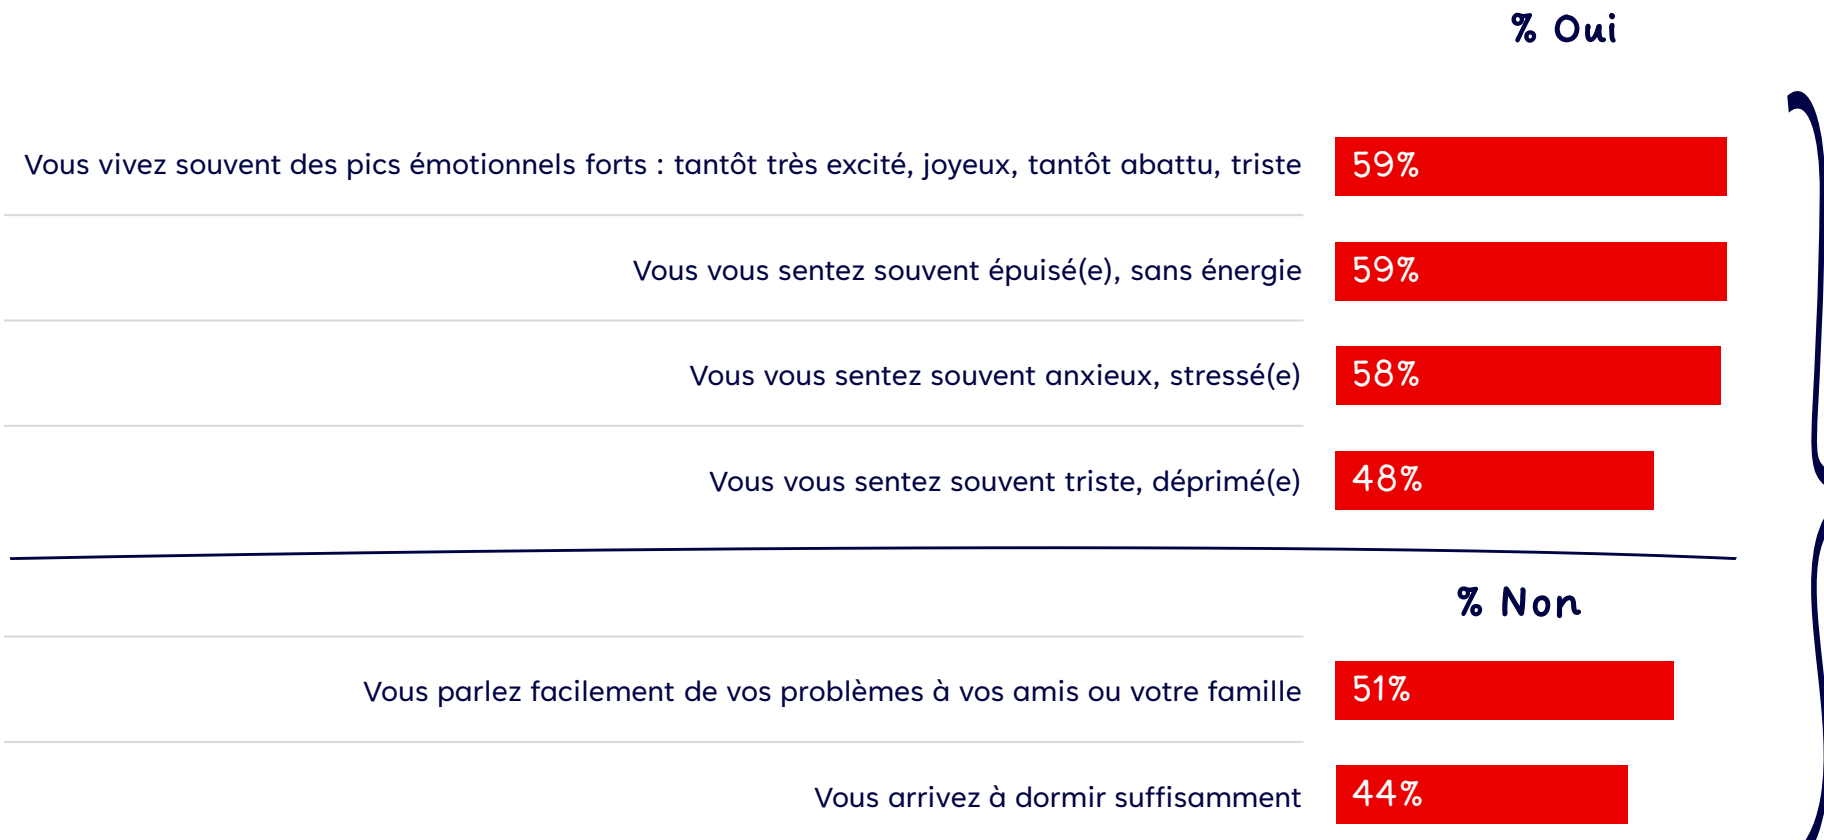 % Oui
Vous vivez souvent des pics émotionnels forts : tantôt très excité, joyeux, tantôt abattu, triste 59%
Vous vous sentez souvent épuisé(e), sans énergie 59%
Vous vous sentez souvent anxieux, stressé(e) 58%
Vous vous sentez souvent triste, déprimé(e) 48%
% Non
Vous parlez facilement de vos problèmes à vos amis ou votre famille 51%
Vous arrivez à dormir suffisamment 44%